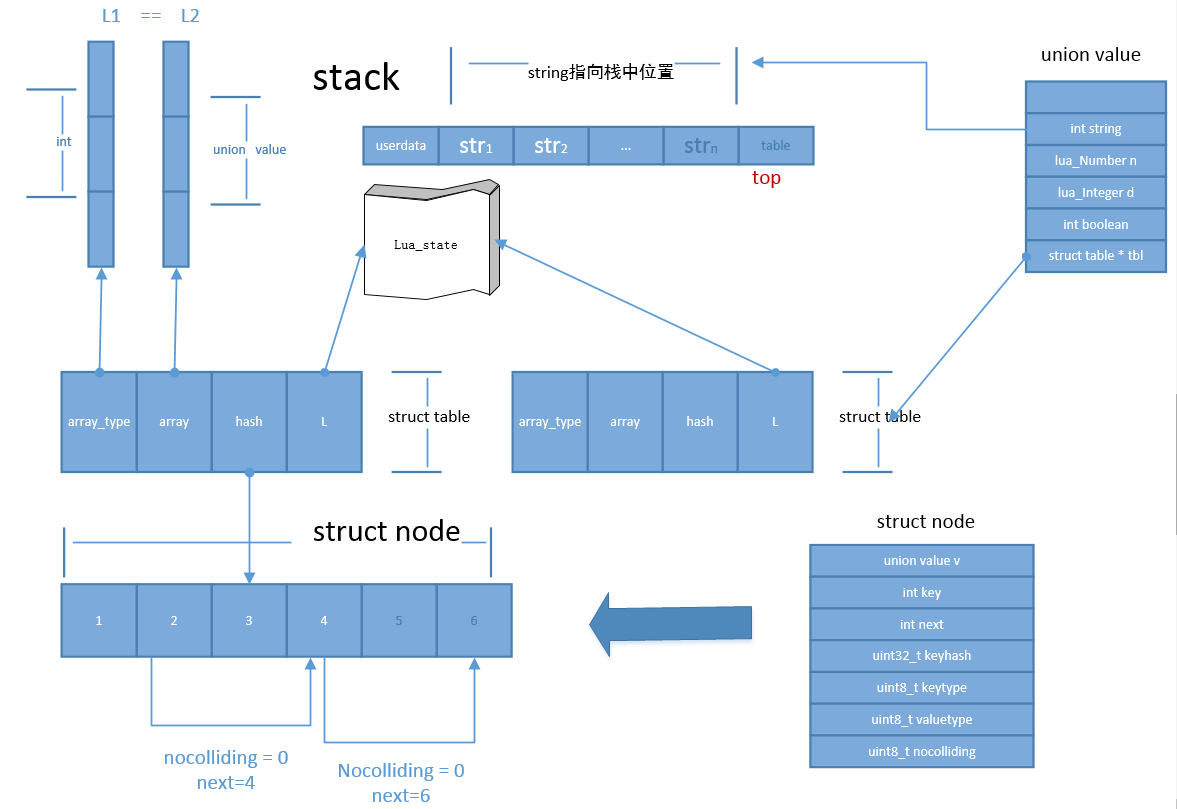 L1 == L2
stack
string指向栈中位置
union value
int
union value
userdata
str1
str2
...
strn
table
top
int string
lua_Number n
lua_Integer d
int boolean
struct table * tbl
Lua_state
array_type
array
hash
L
struct table
array_type
array
hash
L
struct table
struct node
1
2
3
4
5
6
nocolliding = 0
next=4
Nocolliding = 0
next=6
struct node
union value v
int key
int next
uint32_t keyhash
uint8_t keytype
uint8_t valuetype
uint8_t nocolliding